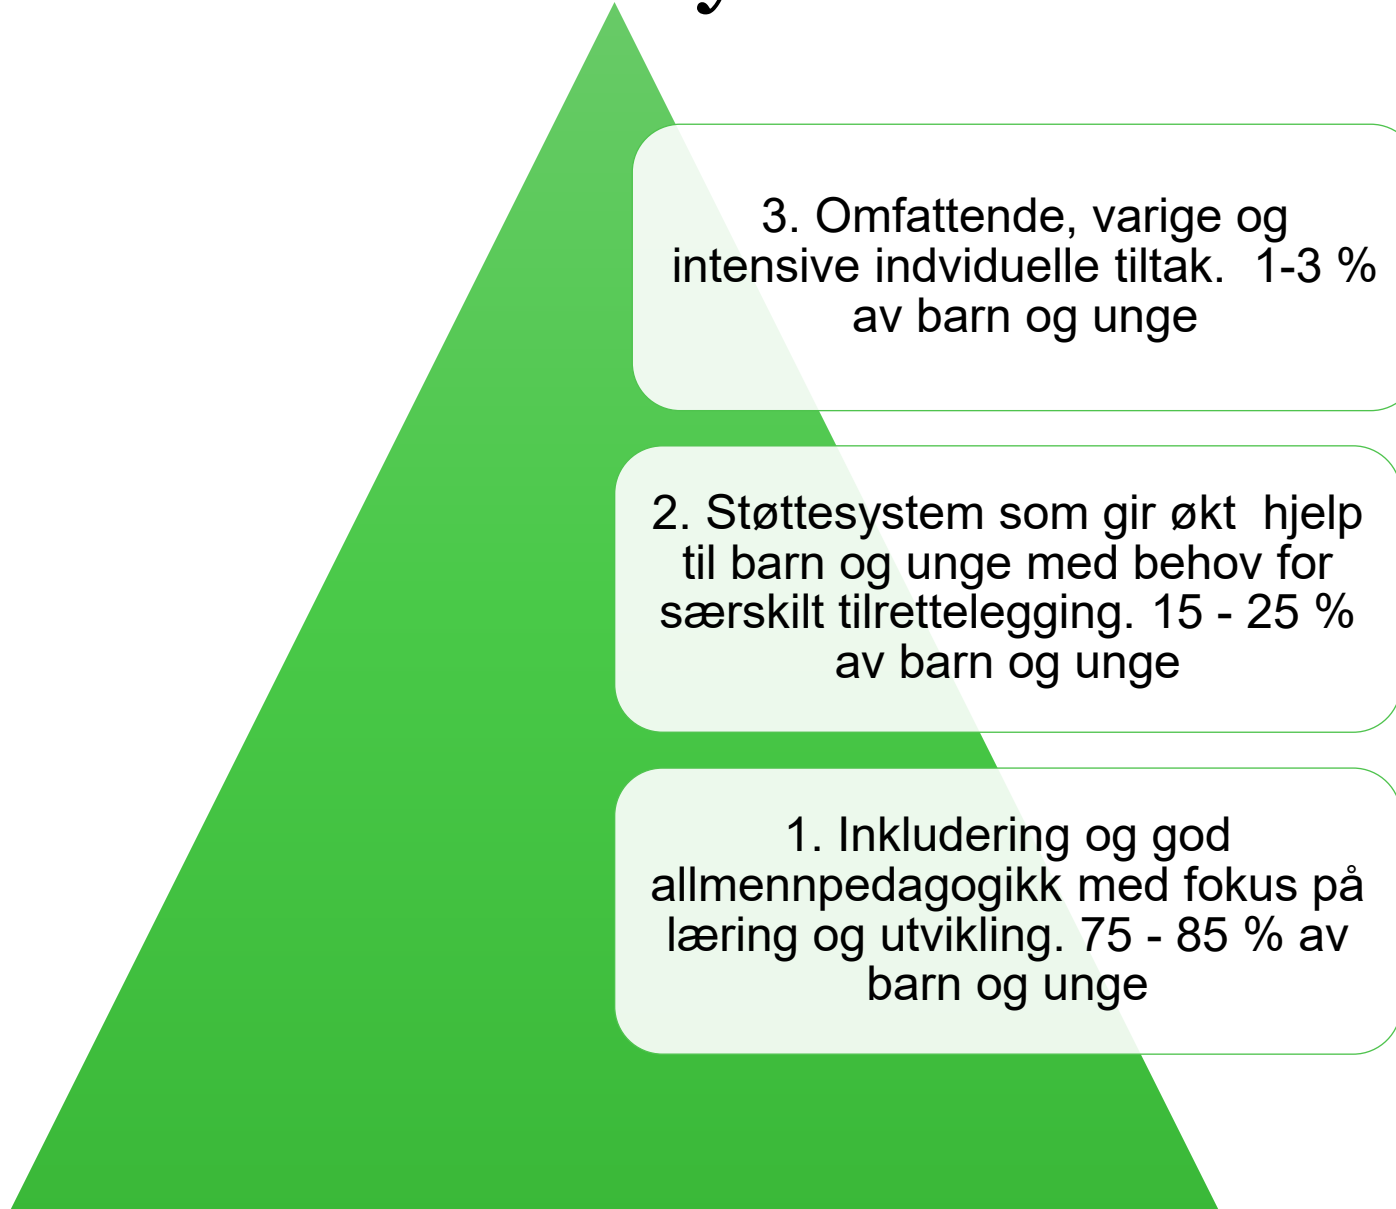 3. Omfattende, varige og
intensive indviduelle tiltak.  1-3 %
av barn og unge
2. Støttesystem som gir økt  hjelp
til barn og unge med behov for
særskilt tilrettelegging. 15 - 25 %
av barn og unge
1. Inkludering og god
allmennpedagogikk med fokus på
læring og utvikling. 75 - 85 % av
barn og unge